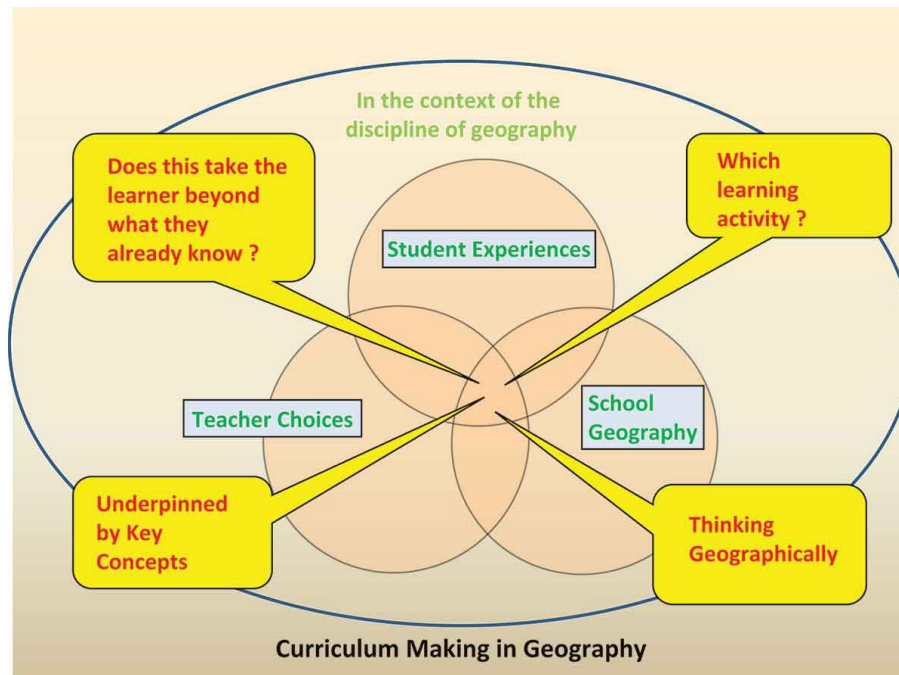 In the context of the
discipline of geography
Does this take the
learner beyond
what they
already know ?
Which
learning
activity ?
Student Experiences
Teacher Choices
School
Geography
Underpinned
by Key
Concepts
Thinking
Geographically
Curriculum Making in Geography